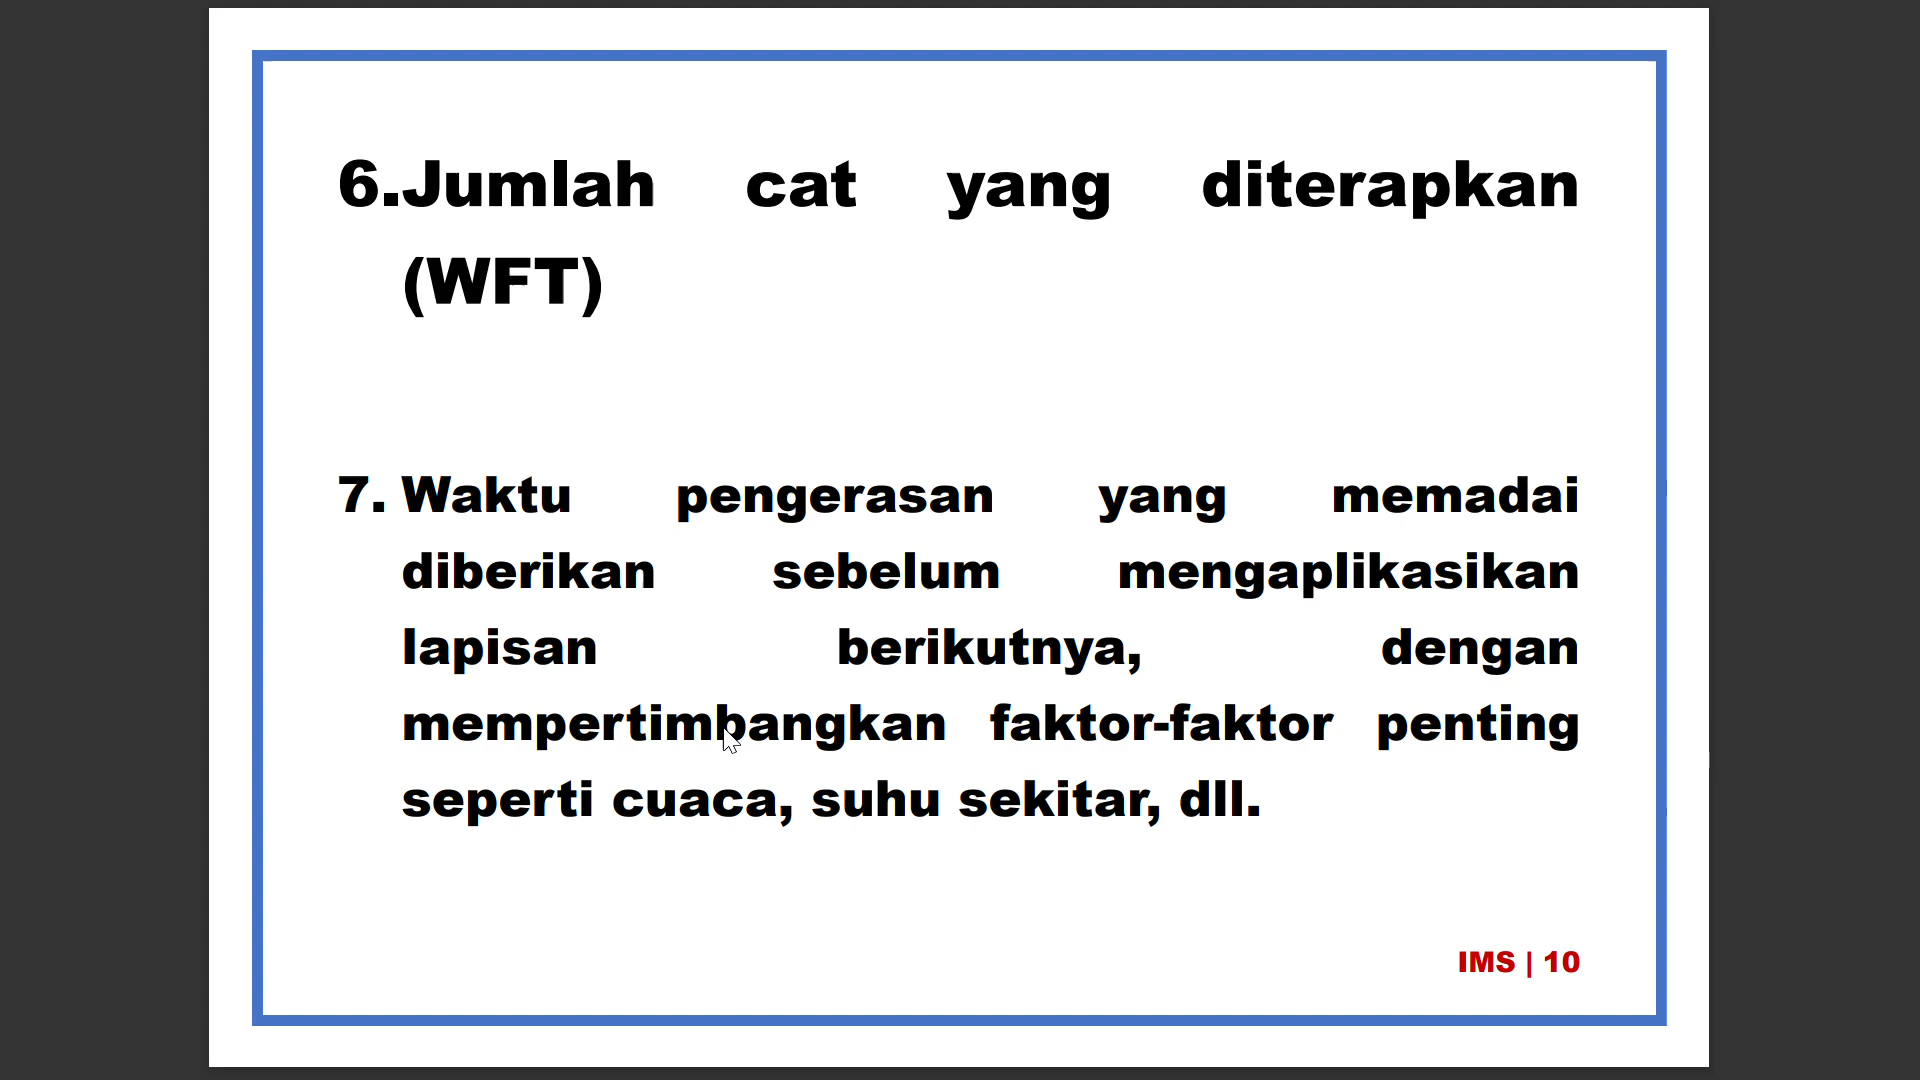 6.Jumlah cat yang diterapkan
(WFT)
7. Waktu pengerasan yang memadai
diberikan sebelum mengaplikasikan
lapisan berikutnya, dengan
mempertimbangkan faktor-faktor penting
seperti cuaca, suhu sekitar, dll.
IMS | 10